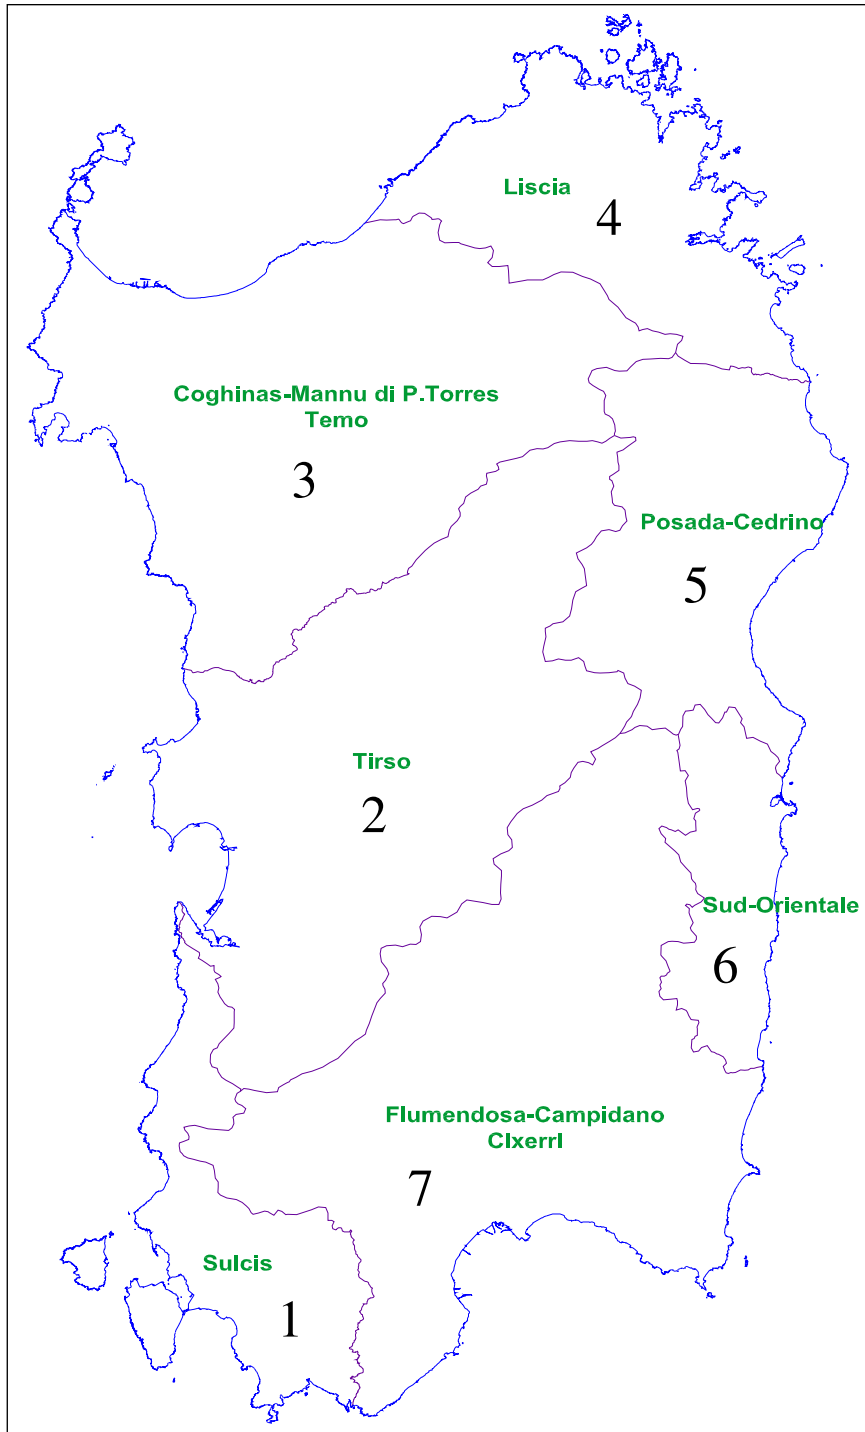 Liscia
4
Coghinas-Mannu di P.Torres
Temo
3
Posada-Cedrino
5
Tirso
2
Sud-Orientale
6
Flumendosa-Campidano
CIxerrI
7
Sulcis
1